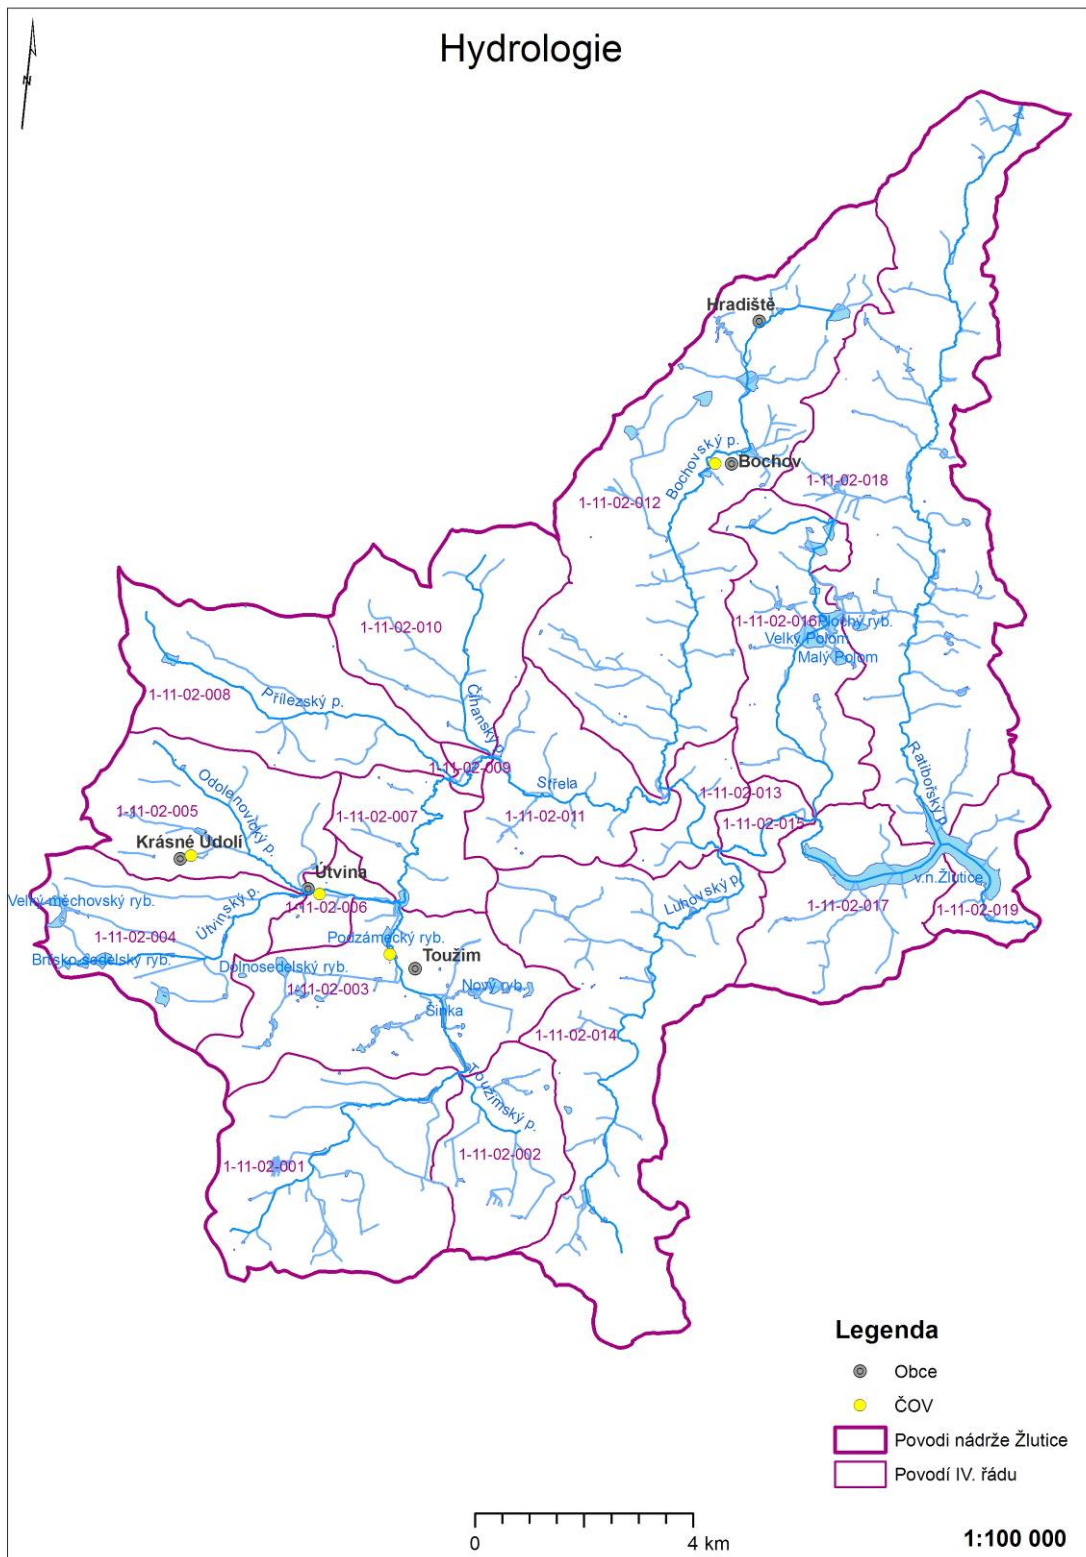 Hydrologie
N
Hradiště
Bochovský p.
Bochov
1-11-02-012
1-11-02-018
1-11-02-010
1-11-02-016
Plochý ryb.
Velký Polom
Malý Polom
1-11-02-008
Přílezský p.
Číhanský p.
1-11-02-009
Střela
Ratibořský p.
1-11-02-005
Odolenovický p.
1-11-02-007
1-11-02-011
1-11-02-013
1-11-02-015
Krásné Údolí
Útvina
1-11-02-006
Velký měchovský ryb.
Útvinský p.
1-11-02-004
Luhovský p.
v.n.Žlutice
1-11-02-017
1-11-02-019
Podzámecký ryb.
Toužim
Brťsko-sedelský ryb.
Dolnosedelský ryb.
1-11-02-003
Nový ryb.
Šinka
1-11-02-014
Toužimský p.
1-11-02-002
1-11-02-001
Legenda
Obce
ČOV
Povodi nádrže Žlutice
Povodí IV. řádu
0 4 km
1:100 000